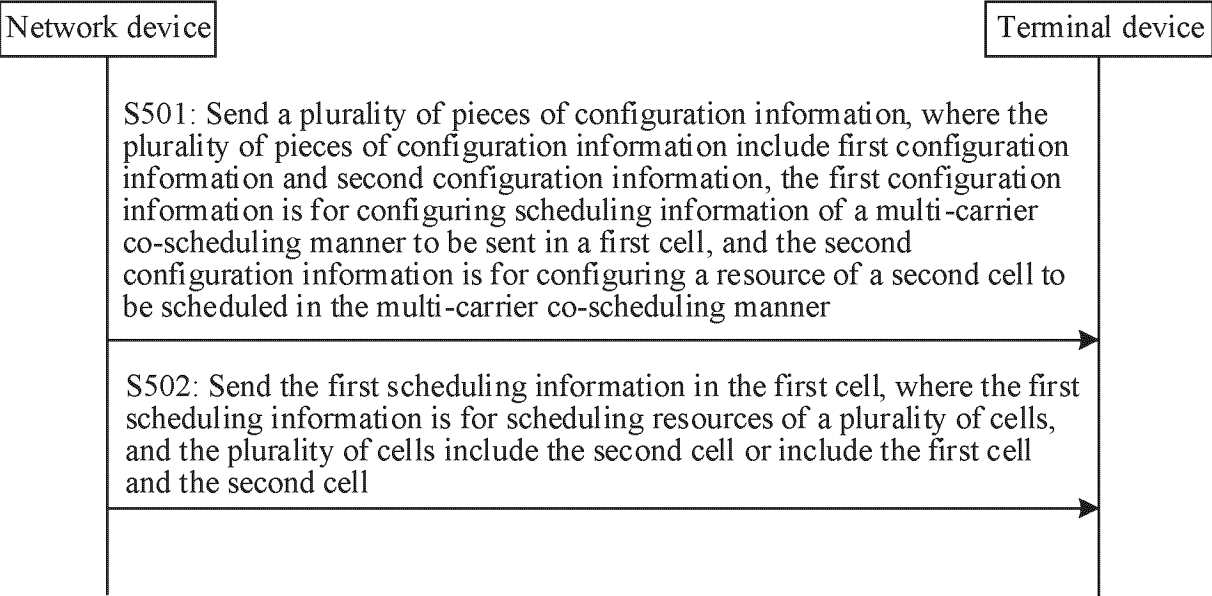 Network device
Terminal device
S501: Send a plurality of pieces of configuration information, where the
plurality of pieces of configuration information include first configuration
information and second configuration information, the first configuration
information is for configuring scheduling information of a multi-carrier
co-scheduling manner to be sent in a first cell, and the second
configuration information is for configuring a resource of a second cell to
be scheduled in the multi-carrier co-scheduling manner
S502: Send the first scheduling information in the first cell, where the first
scheduling information is for scheduling resources of a plurality of cells,
and the plurality of cells include the second cell or include the first cell
and the second cell